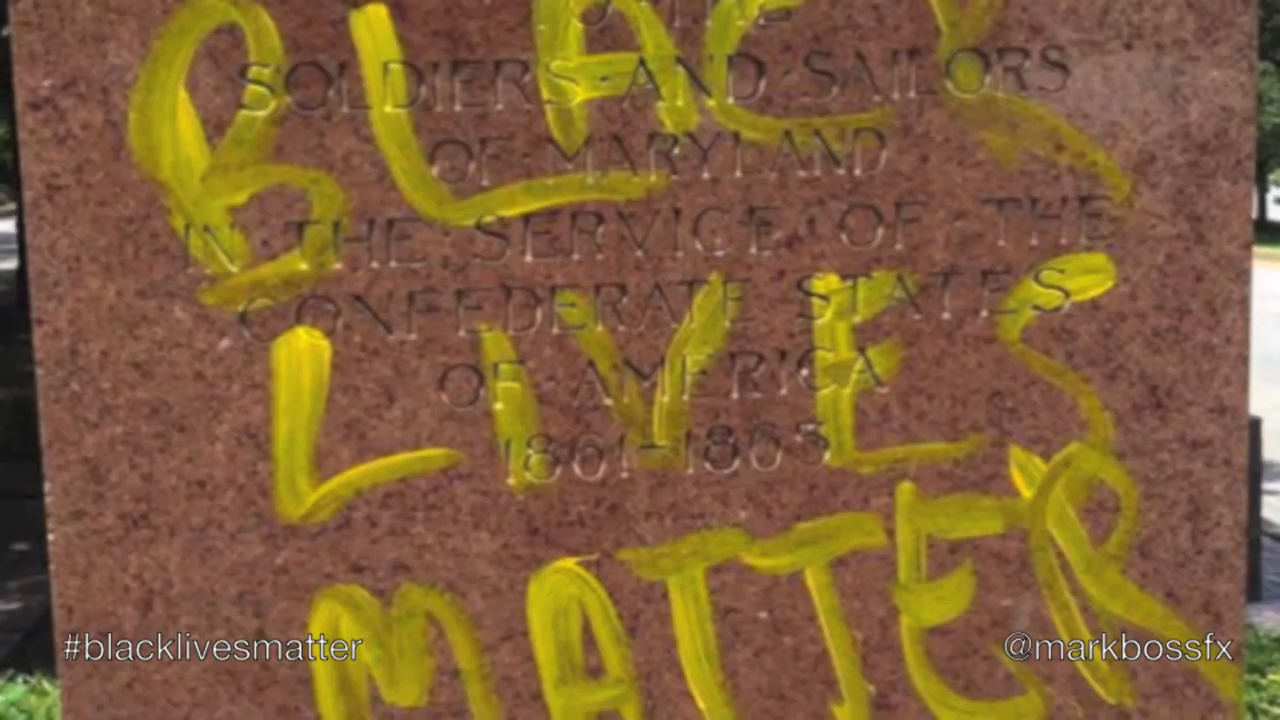 BLACK
SOLDIERS AND SAILORS
OF MARYLAND
IN THE SERVICE OF THE
CONFEDERATE STATES
OF AMERICA
1861-1865
LIVES
MATTER
#blacklivesmatter
@markbossfx